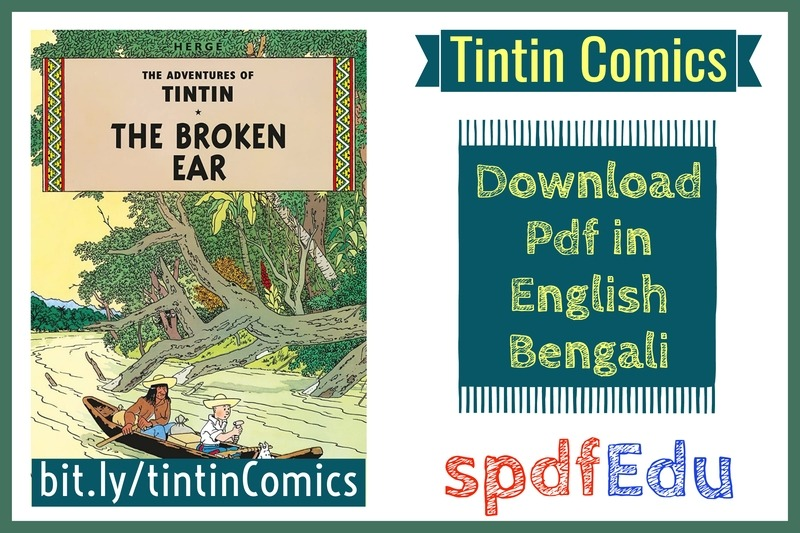 HERGÉ
THE ADVENTURES OF
TINTIN
★
THE BROKEN
EAR
bit.ly/tintinComics
Tintin Comics
Download
Pdf in
English
Bengali
spdfEdu